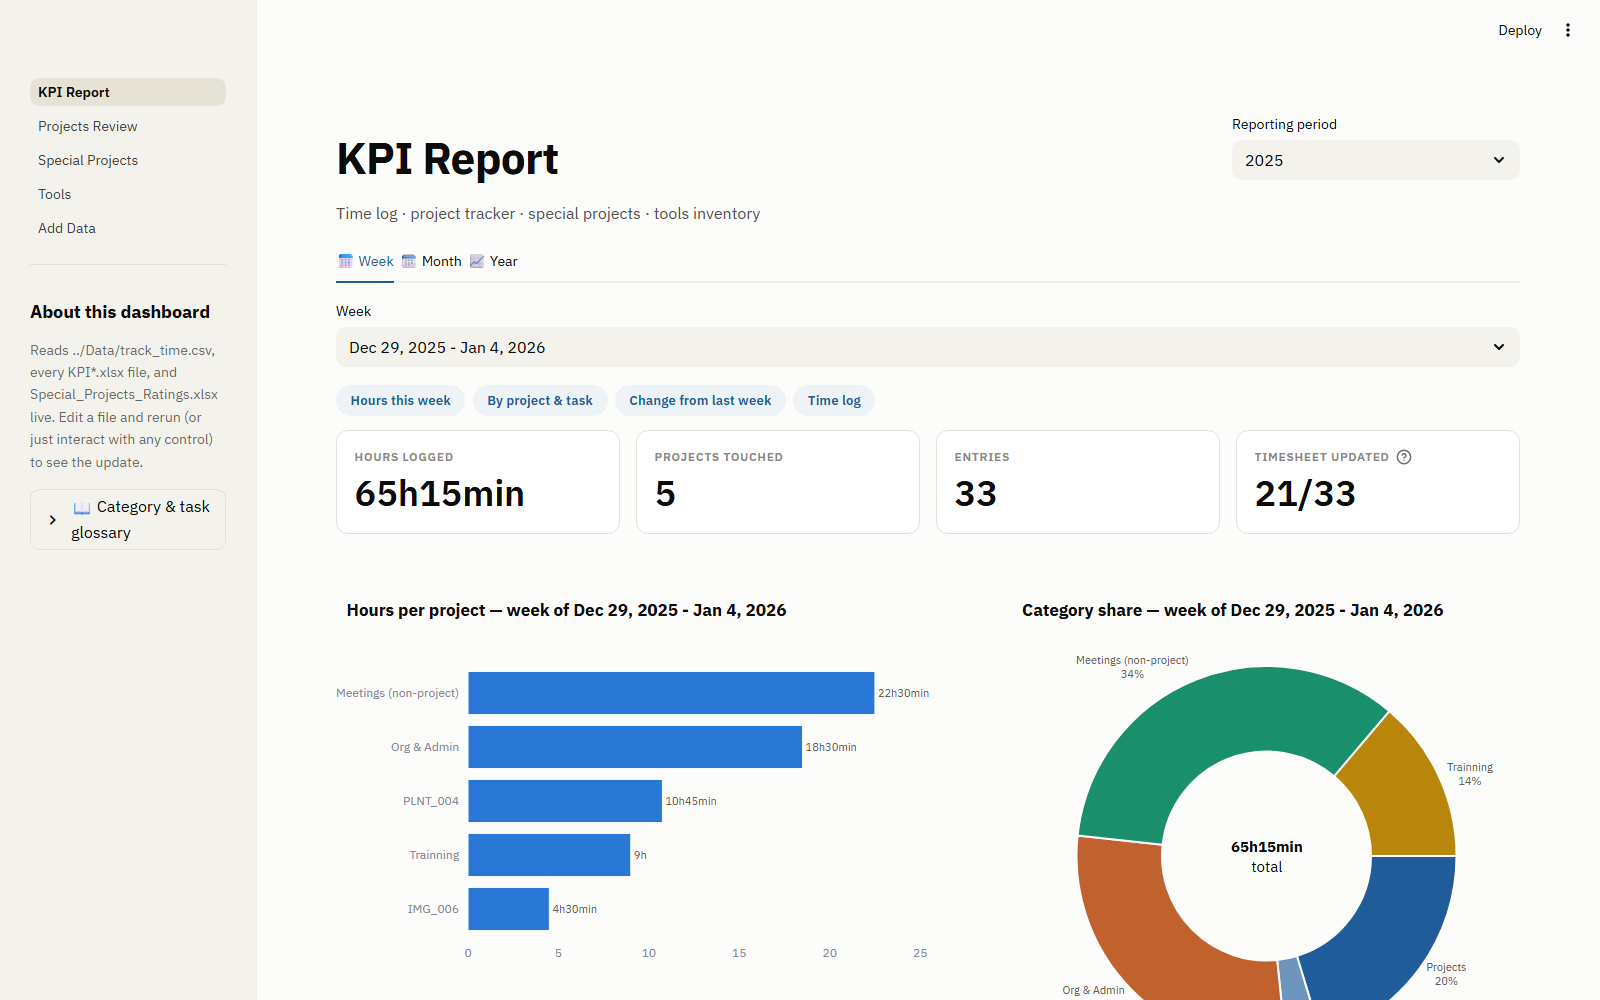 Deploy
KPI Report
Projects Review
Special Projects
Tools
Add Data
About this dashboard
Reads ../Data/track_time.csv,
every KPI*.xlsx file, and
Special_Projects_Ratings.xlsx
live. Edit a file and rerun (or
just interact with any control)
to see the update.
Category & task
glossary
KPI Report
Reporting period
2025
Time log · project tracker · special projects · tools inventory
Week
Month
Year
Week
Dec 29, 2025 - Jan 4, 2026
Hours this week
By project & task
Change from last week
Time log
HOURS LOGGED
65h15min
PROJECTS TOUCHED
5
ENTRIES
33
TIMESHEET UPDATED
21/33
Hours per project — week of Dec 29, 2025 - Jan 4, 2026
Meetings (non-project)
22h30min
Org & Admin
18h30min
PLNT_004
10h45min
Trainning
9h
IMG_006
4h30min
0
5
10
15
20
25
Category share — week of Dec 29, 2025 - Jan 4, 2026
Meetings (non-project)
34%
Trainning
14%
65h15min
total
Projects
20%
Org & Admin